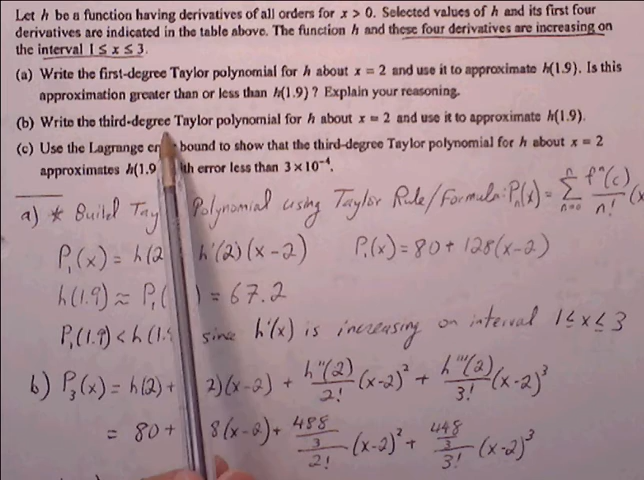 Let h be a function having derivatives of all orders for x > 0. Selected values of h and its first four
derivatives are indicated in the table above. The function h and these four derivatives are increasing on
the interval 1 ≤ x ≤ 3.
(a) Write the first-degree Taylor polynomial for h about x = 2 and use it to approximate h(1.9). Is this
approximation greater than or less than h(1.9) ? Explain your reasoning.
(b) Write the third-degree Taylor polynomial for h about x = 2 and use it to approximate h(1.9).
(c) Use the Lagrange er bound to show that the third-degree Taylor polynomial for h about x = 2
approximates h(1.9 th error less than 3 × 10⁻⁴.
a) * Build Tay Polynomial using Taylor Rule/Formula: Pₙ(x) = Σ n=0 n fⁿ(c)/n! (x
P₁(x) = h(2 h'(2)(x-2) P₁(x) = 80 + 128(x-2)
h(1.9) ≈ P₁( ) = 67.2
P₁(1.9) < h(1.9 since h'(x) is increasing on interval 1 ≤ x ≤ 3
b) P₃(x) = h(2) + 2)(x-2) + h''(2)/2! (x-2)² + h'''(2)/3! (x-2)³
= 80 + 8(x-2) + 488/3/2! (x-2)² + 448/3/3! (x-2)³